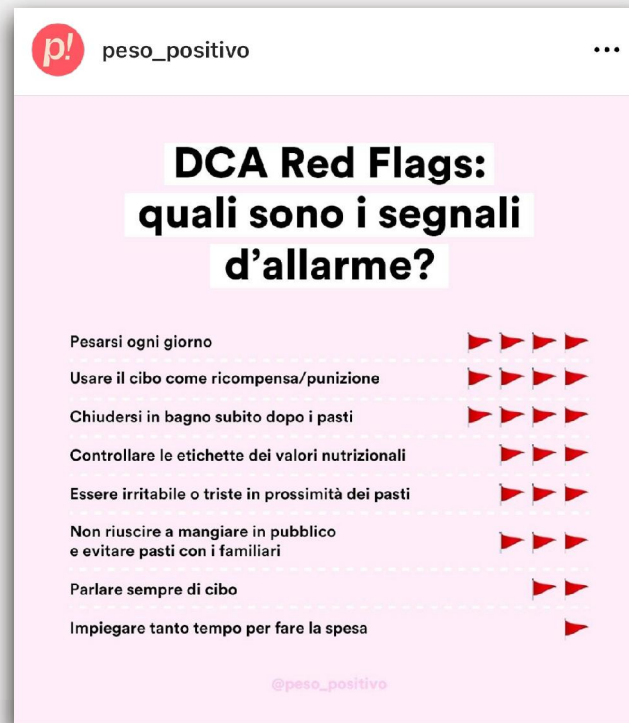 p!
peso_positivo
DCA Red Flags:
quali sono i segnali
d'allarme?
Pesarsi ogni giorno
Usare il cibo come ricompensa/punizione
Chiudersi in bagno subito dopo i pasti
Controllare le etichette dei valori nutrizionali
Essere irritabile o triste in prossimità dei pasti
Non riuscire a mangiare in pubblico
e evitare pasti con i familiari
Parlare sempre di cibo
Impiegare tanto tempo per fare la spesa
@peso_positivo